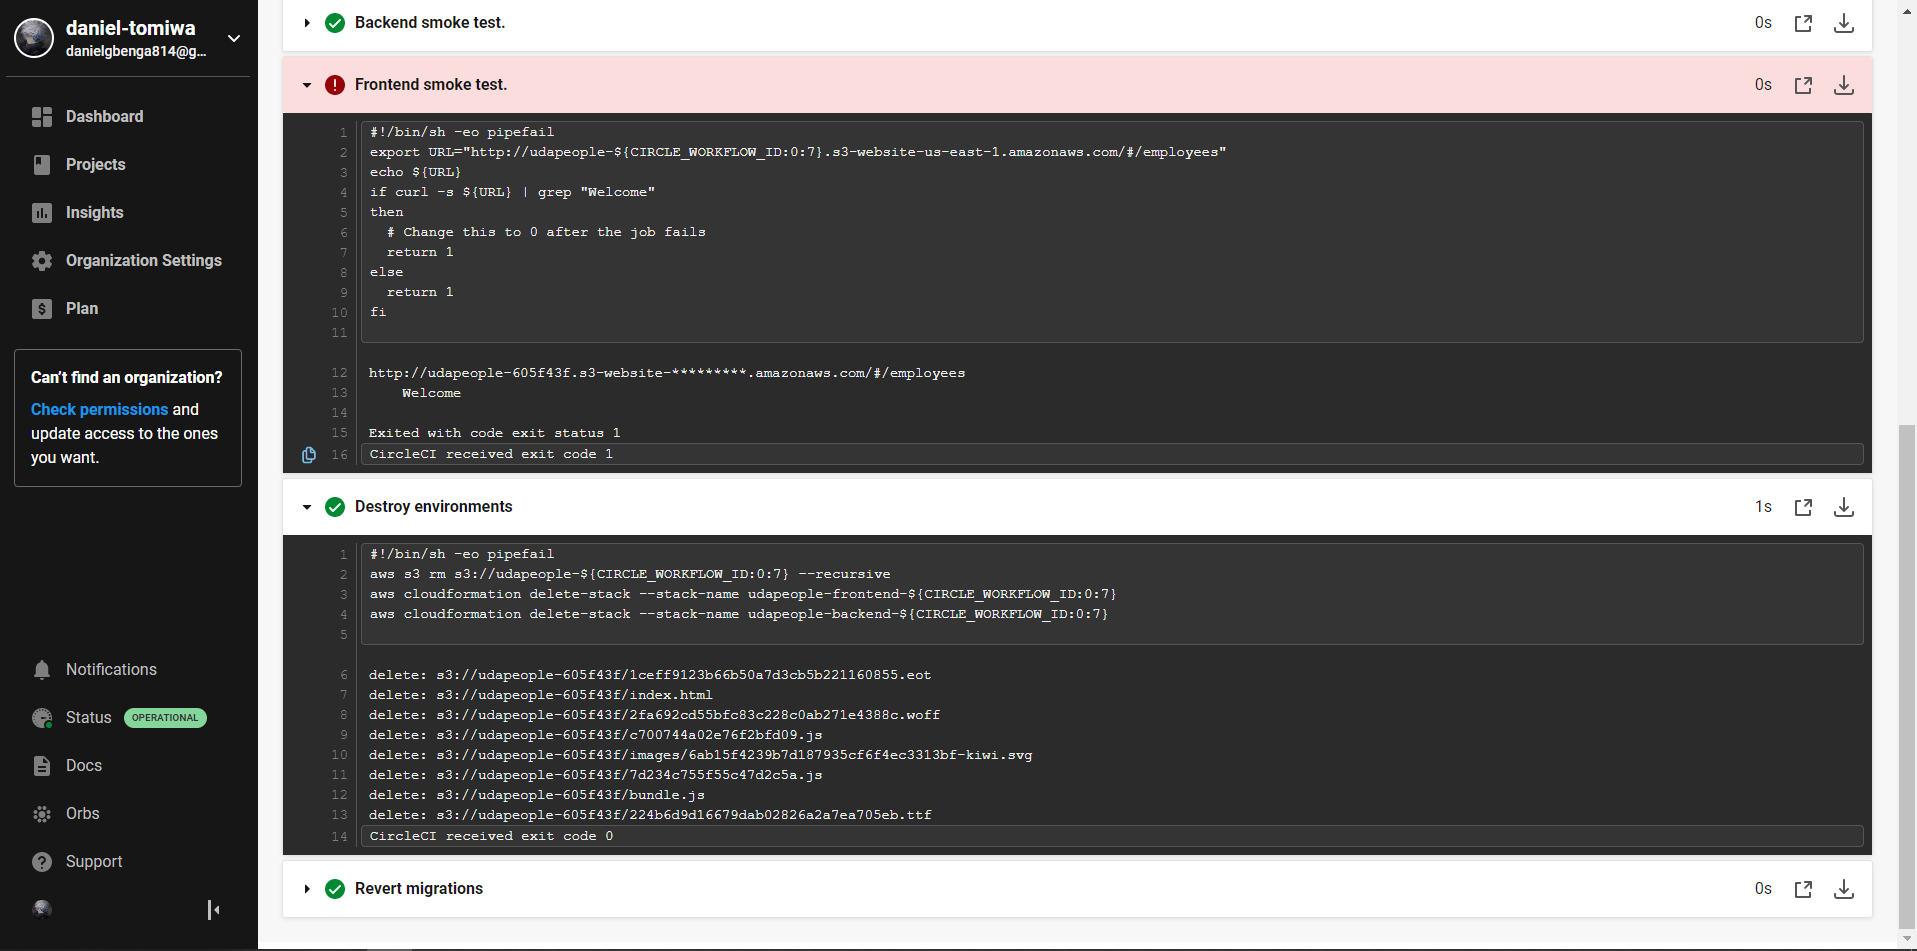 daniel-tomiwa
danielgbenga814@g...
Dashboard
Projects
Insights
Organization Settings
Plan
Can't find an organization?
Check permissions and
update access to the ones
you want.
Notifications
Status OPERATIONAL
Docs
Orbs
Support
Backend smoke test. 0s
Frontend smoke test. 0s
1 #!/bin/sh -eo pipefail
2 export URL="http://udapeople-${CIRCLE_WORKFLOW_ID:0:7}.s3-website-us-east-1.amazonaws.com/#/employees"
3 echo ${URL}
4 if curl -s ${URL} | grep "Welcome"
5 then
6 # Change this to 0 after the job fails
7 return 1
8 else
9 return 1
10 fi
11
12 http://udapeople-605f43f.s3-website-*********.amazonaws.com/#/employees
13 Welcome
14
15 Exited with code exit status 1
16 CircleCI received exit code 1
Destroy environments 1s
1 #!/bin/sh -eo pipefail
2 aws s3 rm s3://udapeople-${CIRCLE_WORKFLOW_ID:0:7} --recursive
3 aws cloudformation delete-stack --stack-name udapeople-frontend-${CIRCLE_WORKFLOW_ID:0:7}
4 aws cloudformation delete-stack --stack-name udapeople-backend-${CIRCLE_WORKFLOW_ID:0:7}
5
6 delete: s3://udapeople-605f43f/1ceff9123b66b50a7d3cb5b221160855.eot
7 delete: s3://udapeople-605f43f/index.html
8 delete: s3://udapeople-605f43f/2fa692cd55bfc83c228c0ab271e4388c.woff
9 delete: s3://udapeople-605f43f/c700744a02e76f2bfd09.js
10 delete: s3://udapeople-605f43f/images/6ab15f4239b7d187935cf6f4ec3313bf-kiwi.svg
11 delete: s3://udapeople-605f43f/7d234c755f55c47d2c5a.js
12 delete: s3://udapeople-605f43f/bundle.js
13 delete: s3://udapeople-605f43f/224b6d9d16679dab02826a2a7ea705eb.ttf
14 CircleCI received exit code 0
Revert migrations 0s